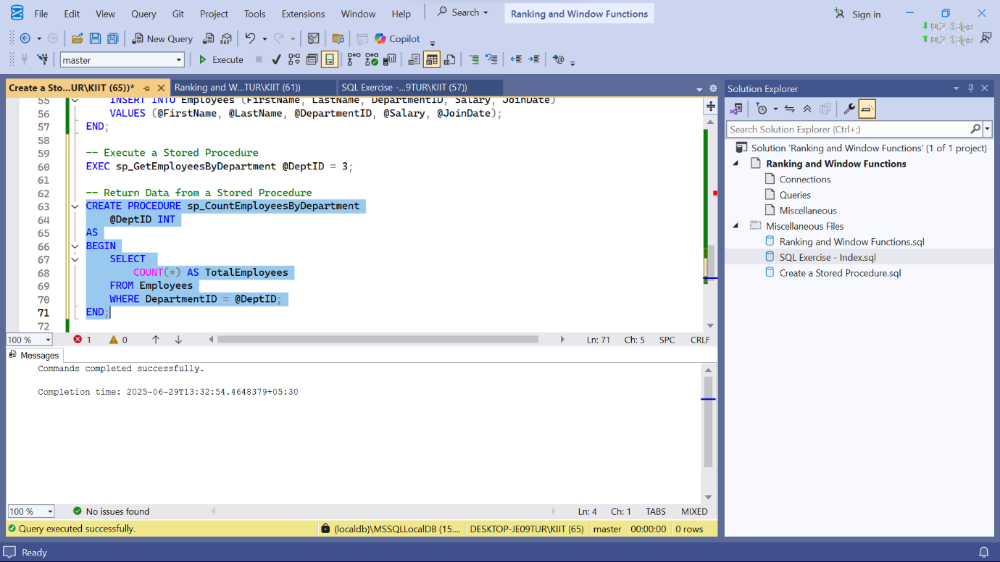 File Edit View Query Git Project Tools Extensions Window Help Search Ranking and Window Functions Sign in
New Query DAX Copilot
master Execute
Create a Sto...UR\KIIT (65))* Ranking and W...TUR\KIIT (61)) SQL Exercise -...9TUR\KIIT (57))
55 INSERT INTO Employees (FirstName, LastName, DepartmentID, Salary, JoinDate)
56 VALUES (@FirstName, @LastName, @DepartmentID, @Salary, @JoinDate);
57 END;
58
59 -- Execute a Stored Procedure
60 EXEC sp_GetEmployeesByDepartment @DeptID = 3;
61
62 -- Return Data from a Stored Procedure
63 CREATE PROCEDURE sp_CountEmployeesByDepartment
64 @DeptID INT
65 AS
66 BEGIN
67 SELECT
68 COUNT(*) AS TotalEmployees
69 FROM Employees
70 WHERE DepartmentID = @DeptID;
71 END;
72
100 % 1 0 Ln: 71 Ch: 5 SPC CRLF
Messages
Commands completed successfully.
Completion time: 2025-06-29T13:32:54.4648379+05:30
100 % No issues found Ln: 4 Ch: 1 TABS MIXED
Query executed successfully. (localdb)\MSSQLLocalDB (15.... DESKTOP-JE09TUR\KIIT (65) master 00:00:00 0 rows
Solution Explorer
Search Solution Explorer (Ctrl+;)
Solution 'Ranking and Window Functions' (1 of 1 project)
Ranking and Window Functions
Connections
Queries
Miscellaneous
Miscellaneous Files
Ranking and Window Functions.sql
SQL Exercise - Index.sql
Create a Stored Procedure.sql
Ready